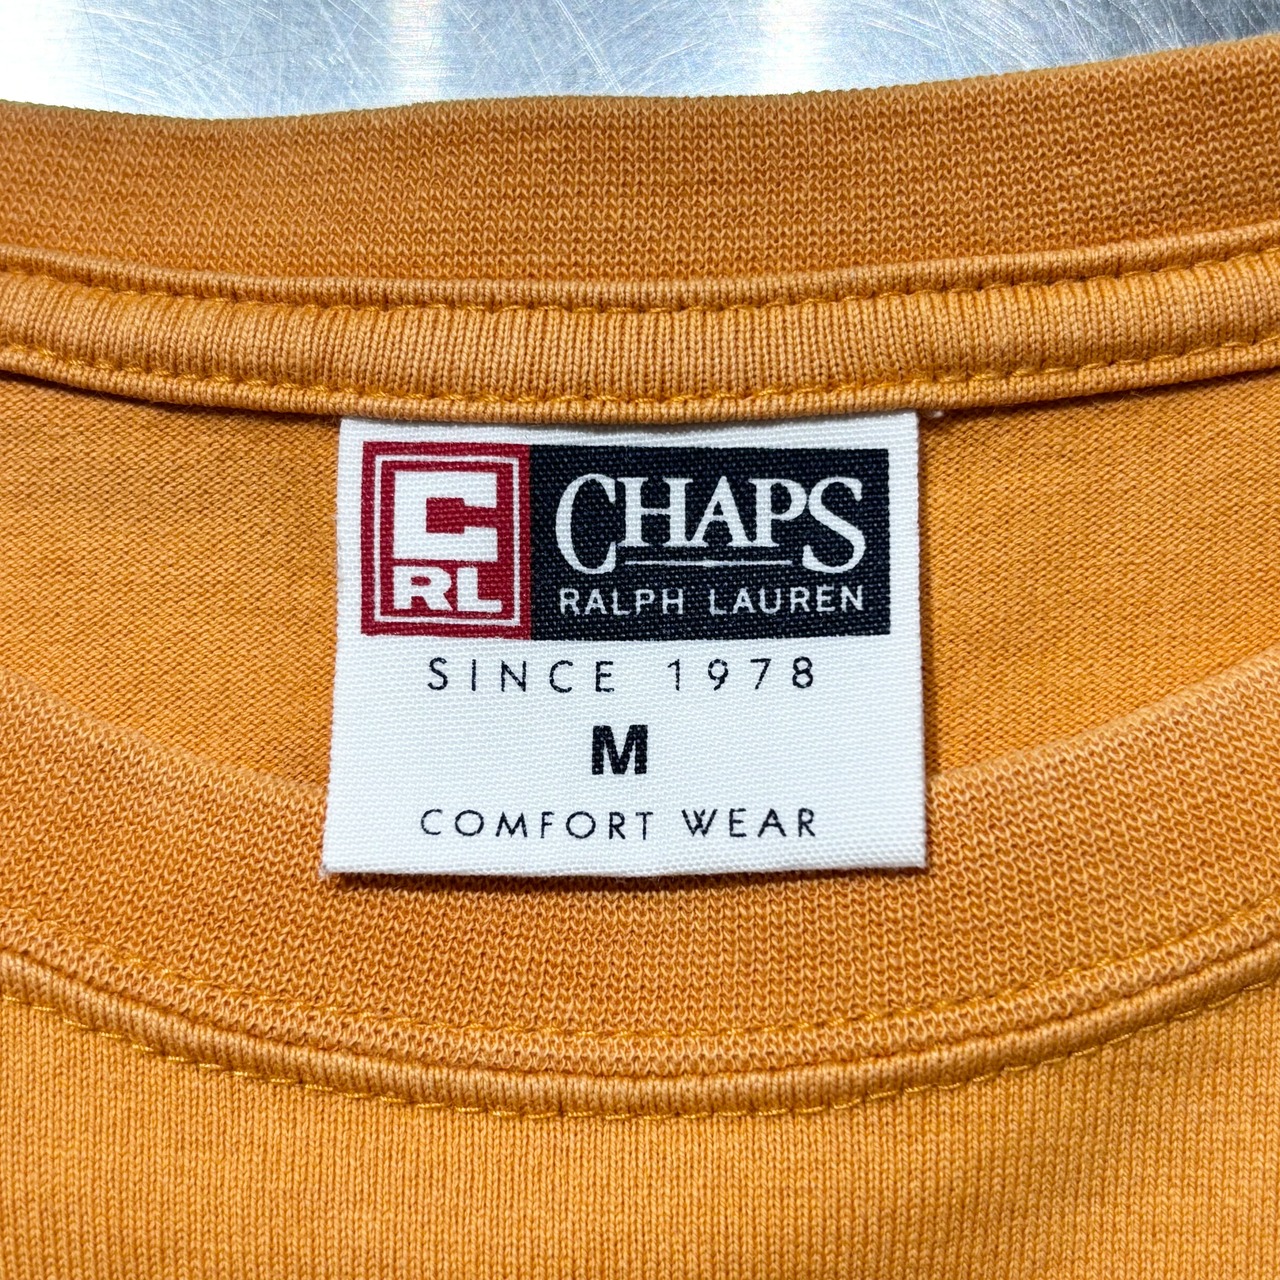 C
RL
CHAPS
RALPH LAUREN
SINCE 1978
M
COMFORT WEAR